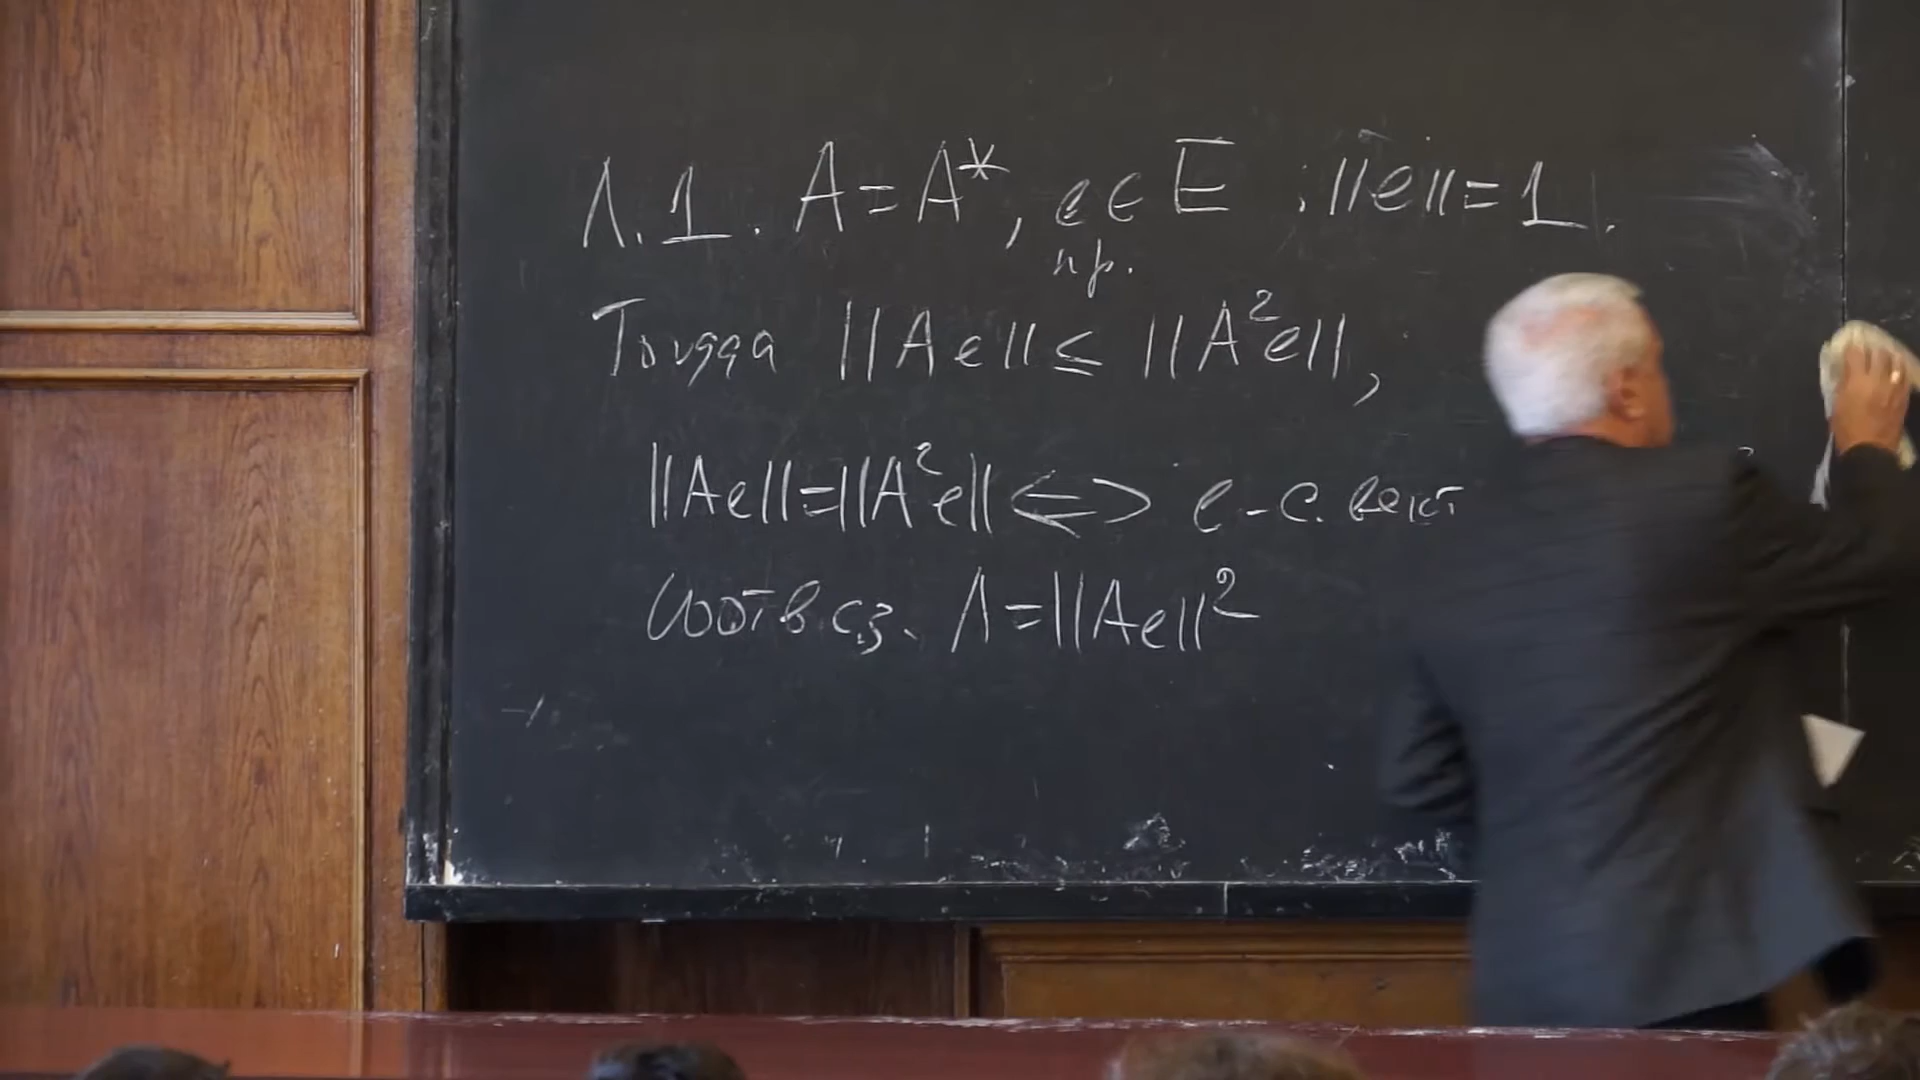 Л.1. A=A*, e∈E : ||e||=1.
пр.
Тогда ||Ae|| ≤ ||A²e||,
||Ae||=||A²e|| <=> e - с. вект
соотв с.з. Λ=||Ae||²